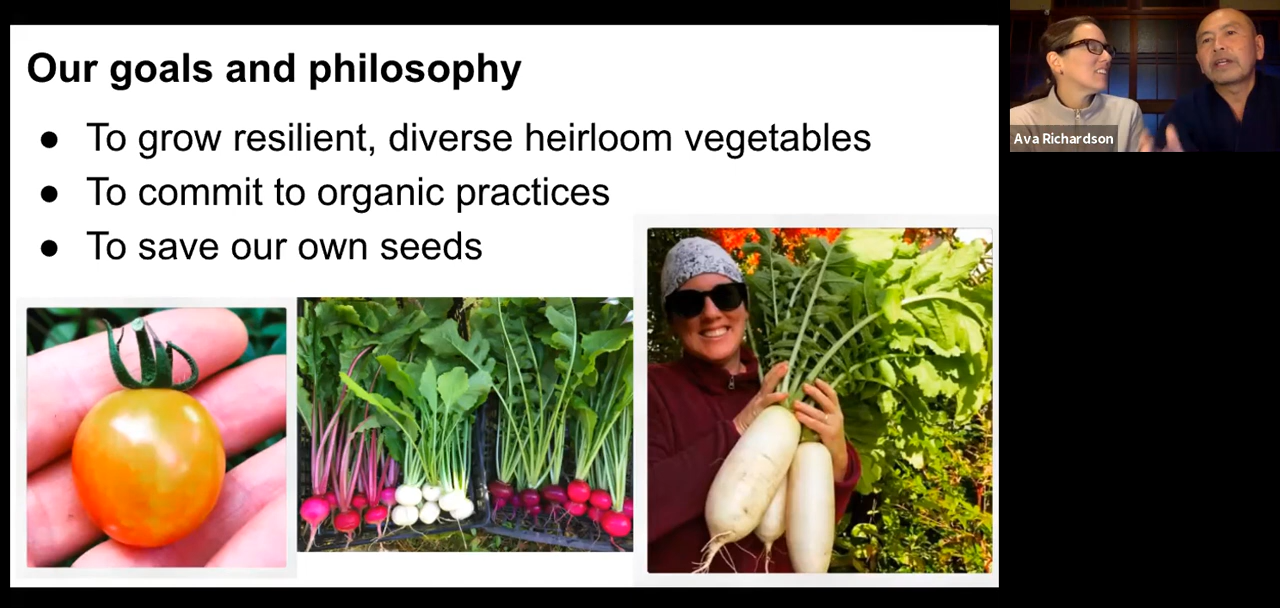 Our goals and philosophy
● To grow resilient, diverse heirloom vegetables
● To commit to organic practices
● To save our own seeds
Ava Richardson